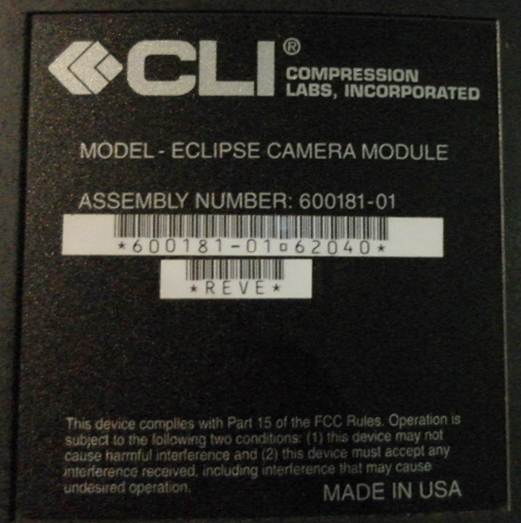 CLI®
COMPRESSION
LABS, INCORPORATED
MODEL - ECLIPSE CAMERA MODULE
ASSEMBLY NUMBER: 600181-01
*600181-01¤62040*
*REVE*
This device complies with Part 15 of the FCC Rules. Operation is
subject to the following two conditions: (1) this device may not
cause harmful interference and (2) this device must accept any
interference received, including interference that may cause
undesired operation.
MADE IN USA